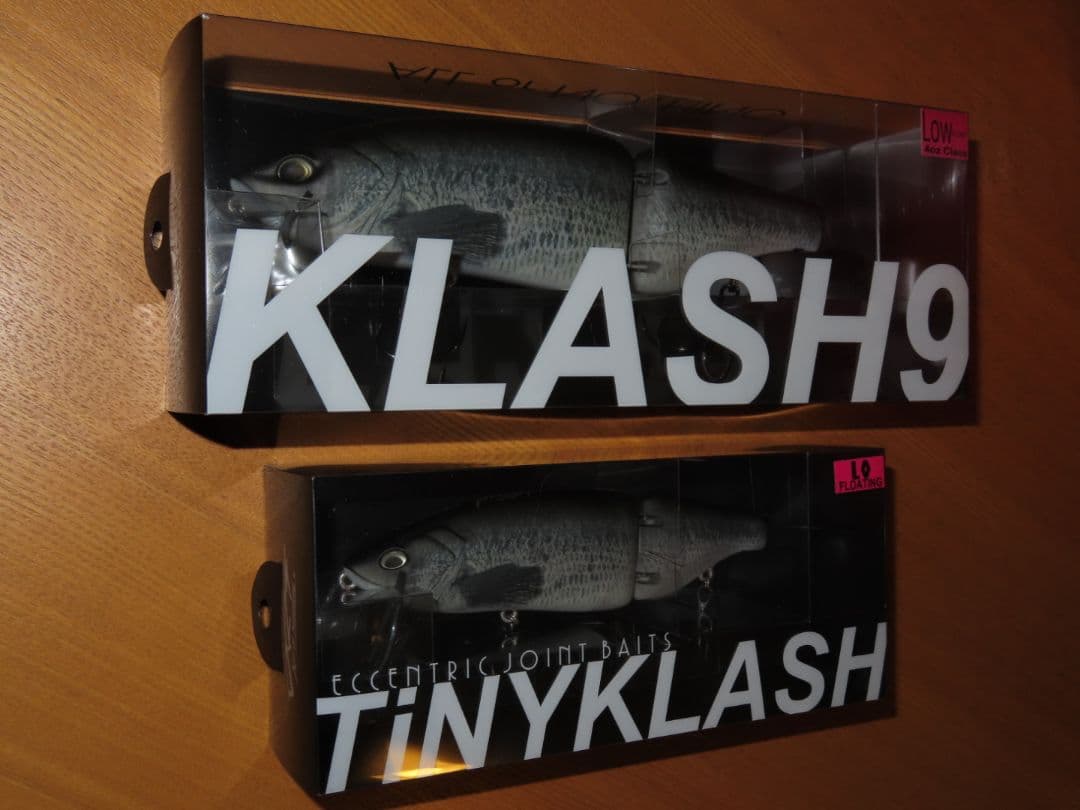 LOW
4oz Class
KLASH9
LO
FLOATING
ECCENTRIC JOINT BAITS
TiNYKLASH